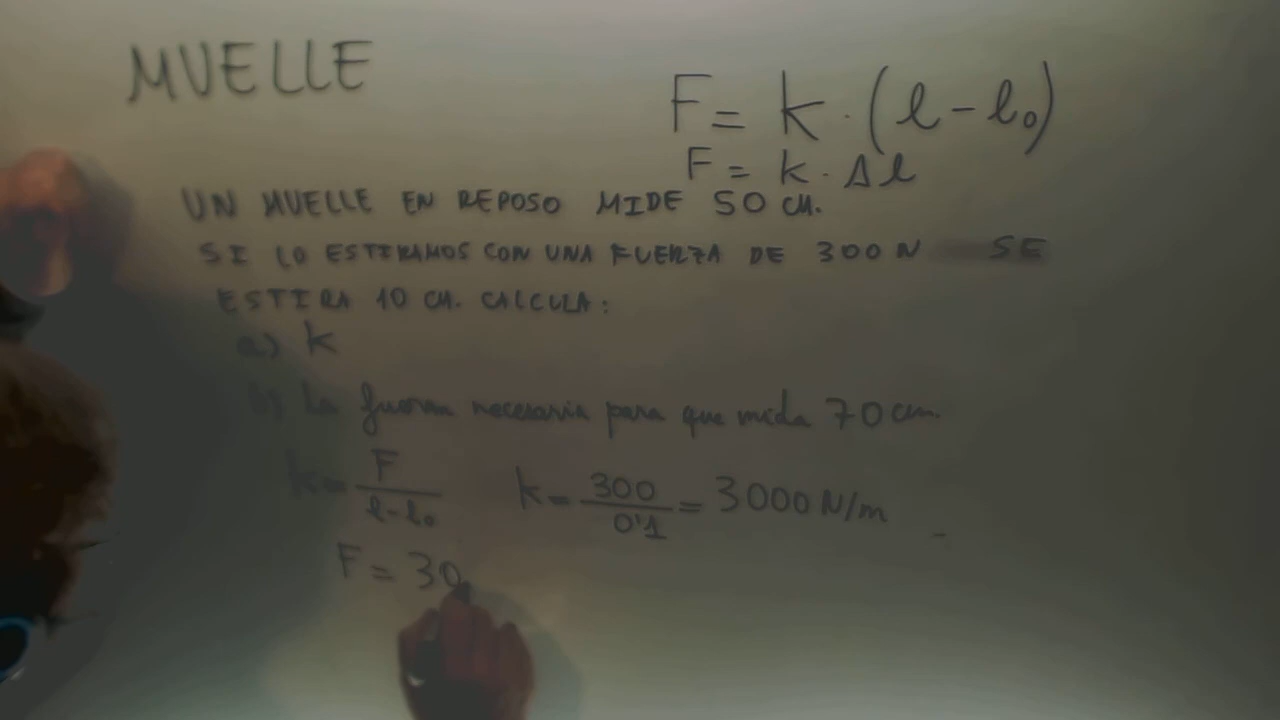 MUELLE
F = k · (l - l₀)
F = k · Δl
UN MUELLE EN REPOSO MIDE 50 CM.
SI LO ESTIRAMOS CON UNA FUERZA DE 300 N SE
ESTIRA 10 CM. CALCULA:
a) k
b) La fuerza necesaria para que mida 70 cm.
k = F / (l - l₀) k = 300 / 0'1 = 3000 N/m
F = 30